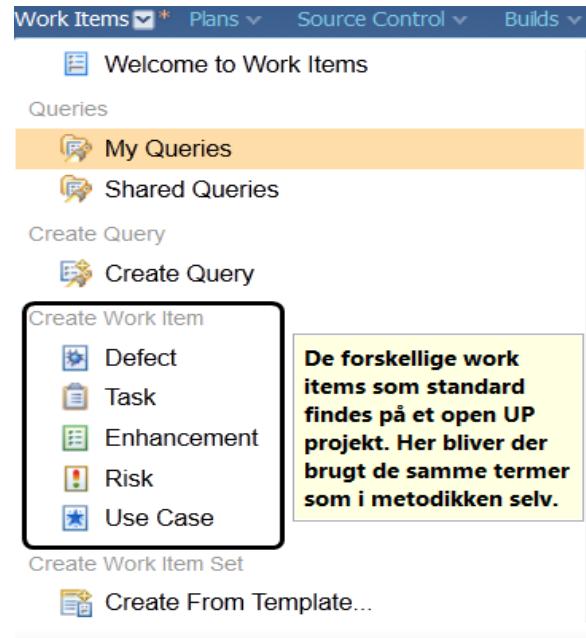 Work Items * Plans Source Control Builds
Welcome to Work Items
Queries
My Queries
Shared Queries
Create Query
Create Query
Create Work Item
Defect
Task
Enhancement
Risk
Use Case
De forskellige work
items som standard
findes på et open UP
projekt. Her bliver der
brugt de samme termer
som i metodikken selv.
Create Work Item Set
Create From Template...